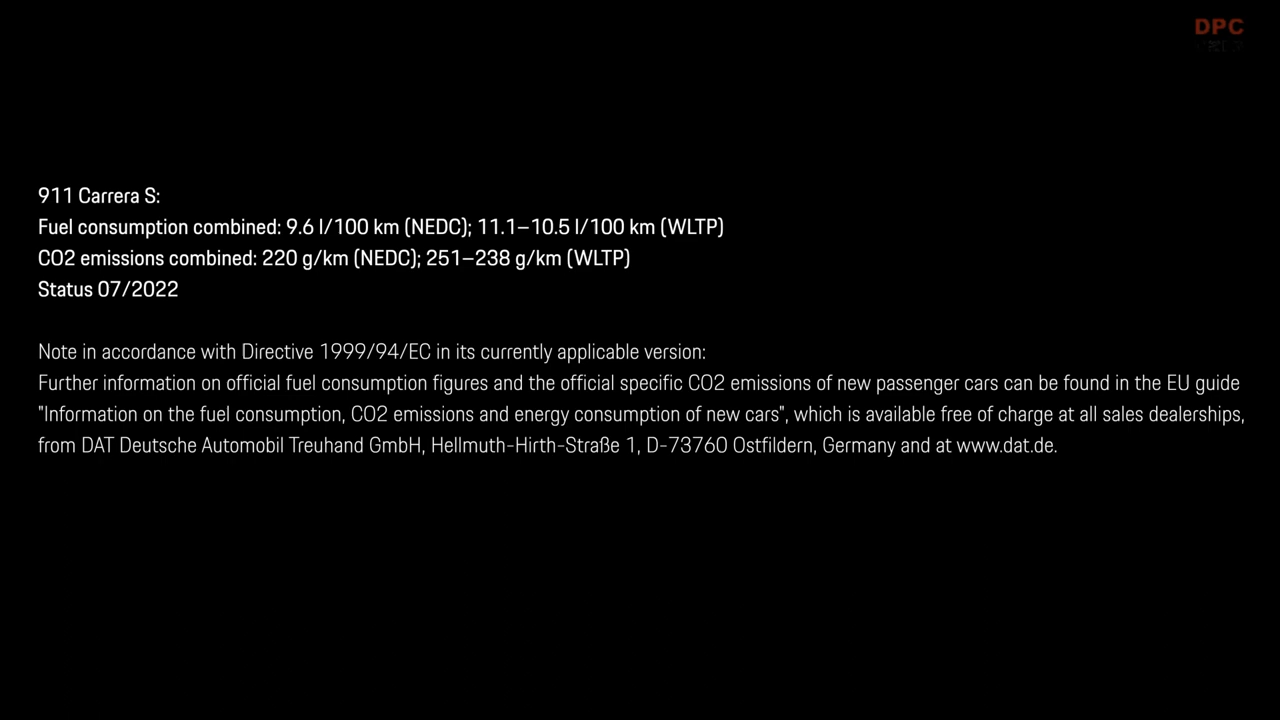 DPC
911 Carrera S:
Fuel consumption combined: 9.6 l/100 km (NEDC); 11.1–10.5 l/100 km (WLTP)
CO2 emissions combined: 220 g/km (NEDC); 251–238 g/km (WLTP)
Status 07/2022
Note in accordance with Directive 1999/94/EC in its currently applicable version:
Further information on official fuel consumption figures and the official specific CO2 emissions of new passenger cars can be found in the EU guide
"Information on the fuel consumption, CO2 emissions and energy consumption of new cars", which is available free of charge at all sales dealerships,
from DAT Deutsche Automobil Treuhand GmbH, Hellmuth-Hirth-Straße 1, D-73760 Ostfildern, Germany and at www.dat.de.